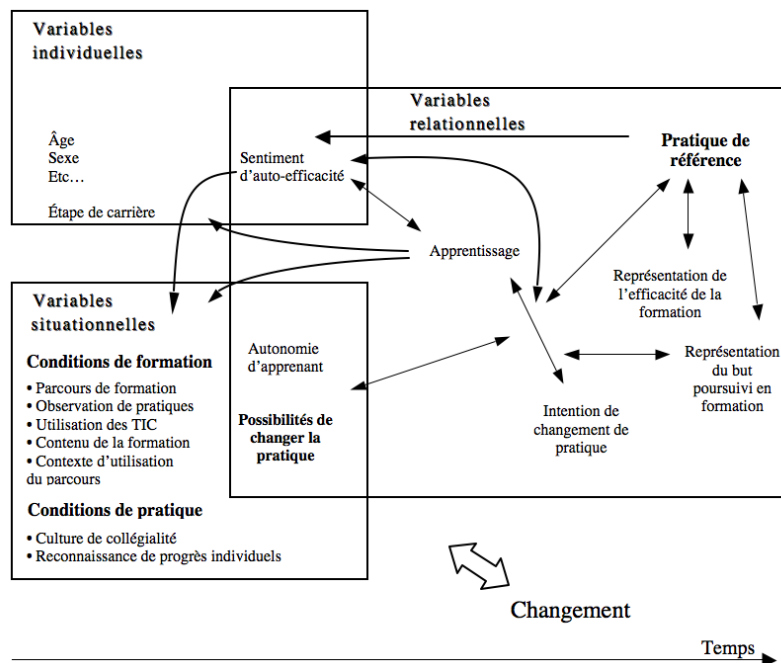 Variables
individuelles
Âge
Sexe
Etc…
Étape de carrière
Variables
relationnelles
Sentiment
d'auto-efficacité
Pratique de
référence
Apprentissage
Représentation de
l'efficacité de la
formation
Représentation
du but
poursuivi en
formation
Intention de
changement de
pratique
Autonomie
d'apprenant
Possibilités de
changer la
pratique
Variables
situationnelles
Conditions de formation
• Parcours de formation
• Observation de pratiques
• Utilisation des TIC
• Contenu de la formation
• Contexte d'utilisation
du parcours
Conditions de pratique
• Culture de collégialité
• Reconnaissance de progrès individuels
Changement
Temps